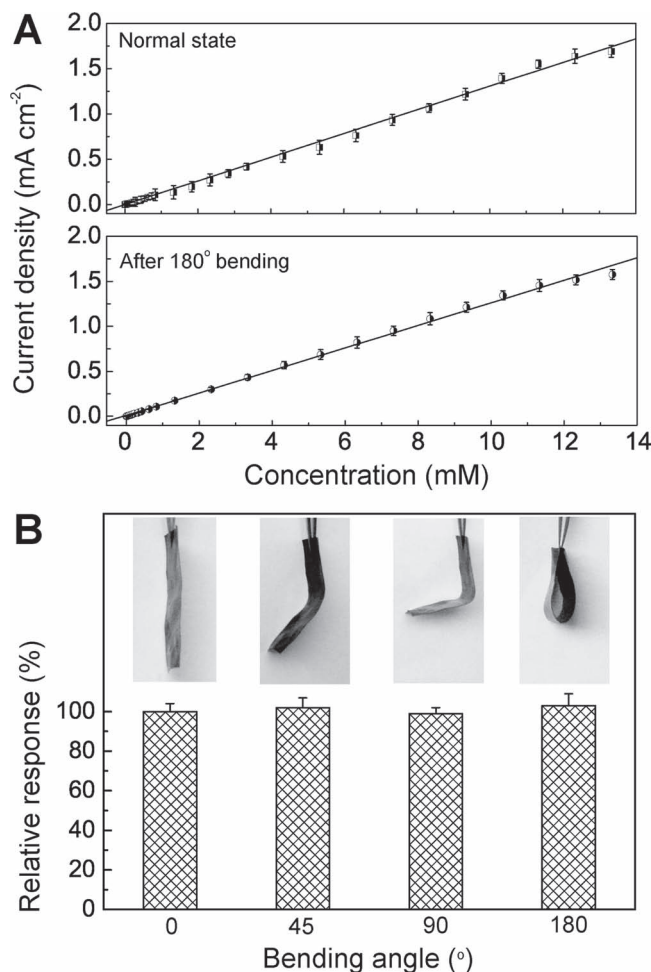 A
Normal state
2.0
1.5
1.0
0.5
0.0
After 180° bending
2.0
1.5
1.0
0.5
0.0
Current density (mA cm⁻²)
0 2 4 6 8 10 12 14
Concentration (mM)
B
Relative response (%)
100
80
60
40
20
0
0 45 90 180
Bending angle (°)